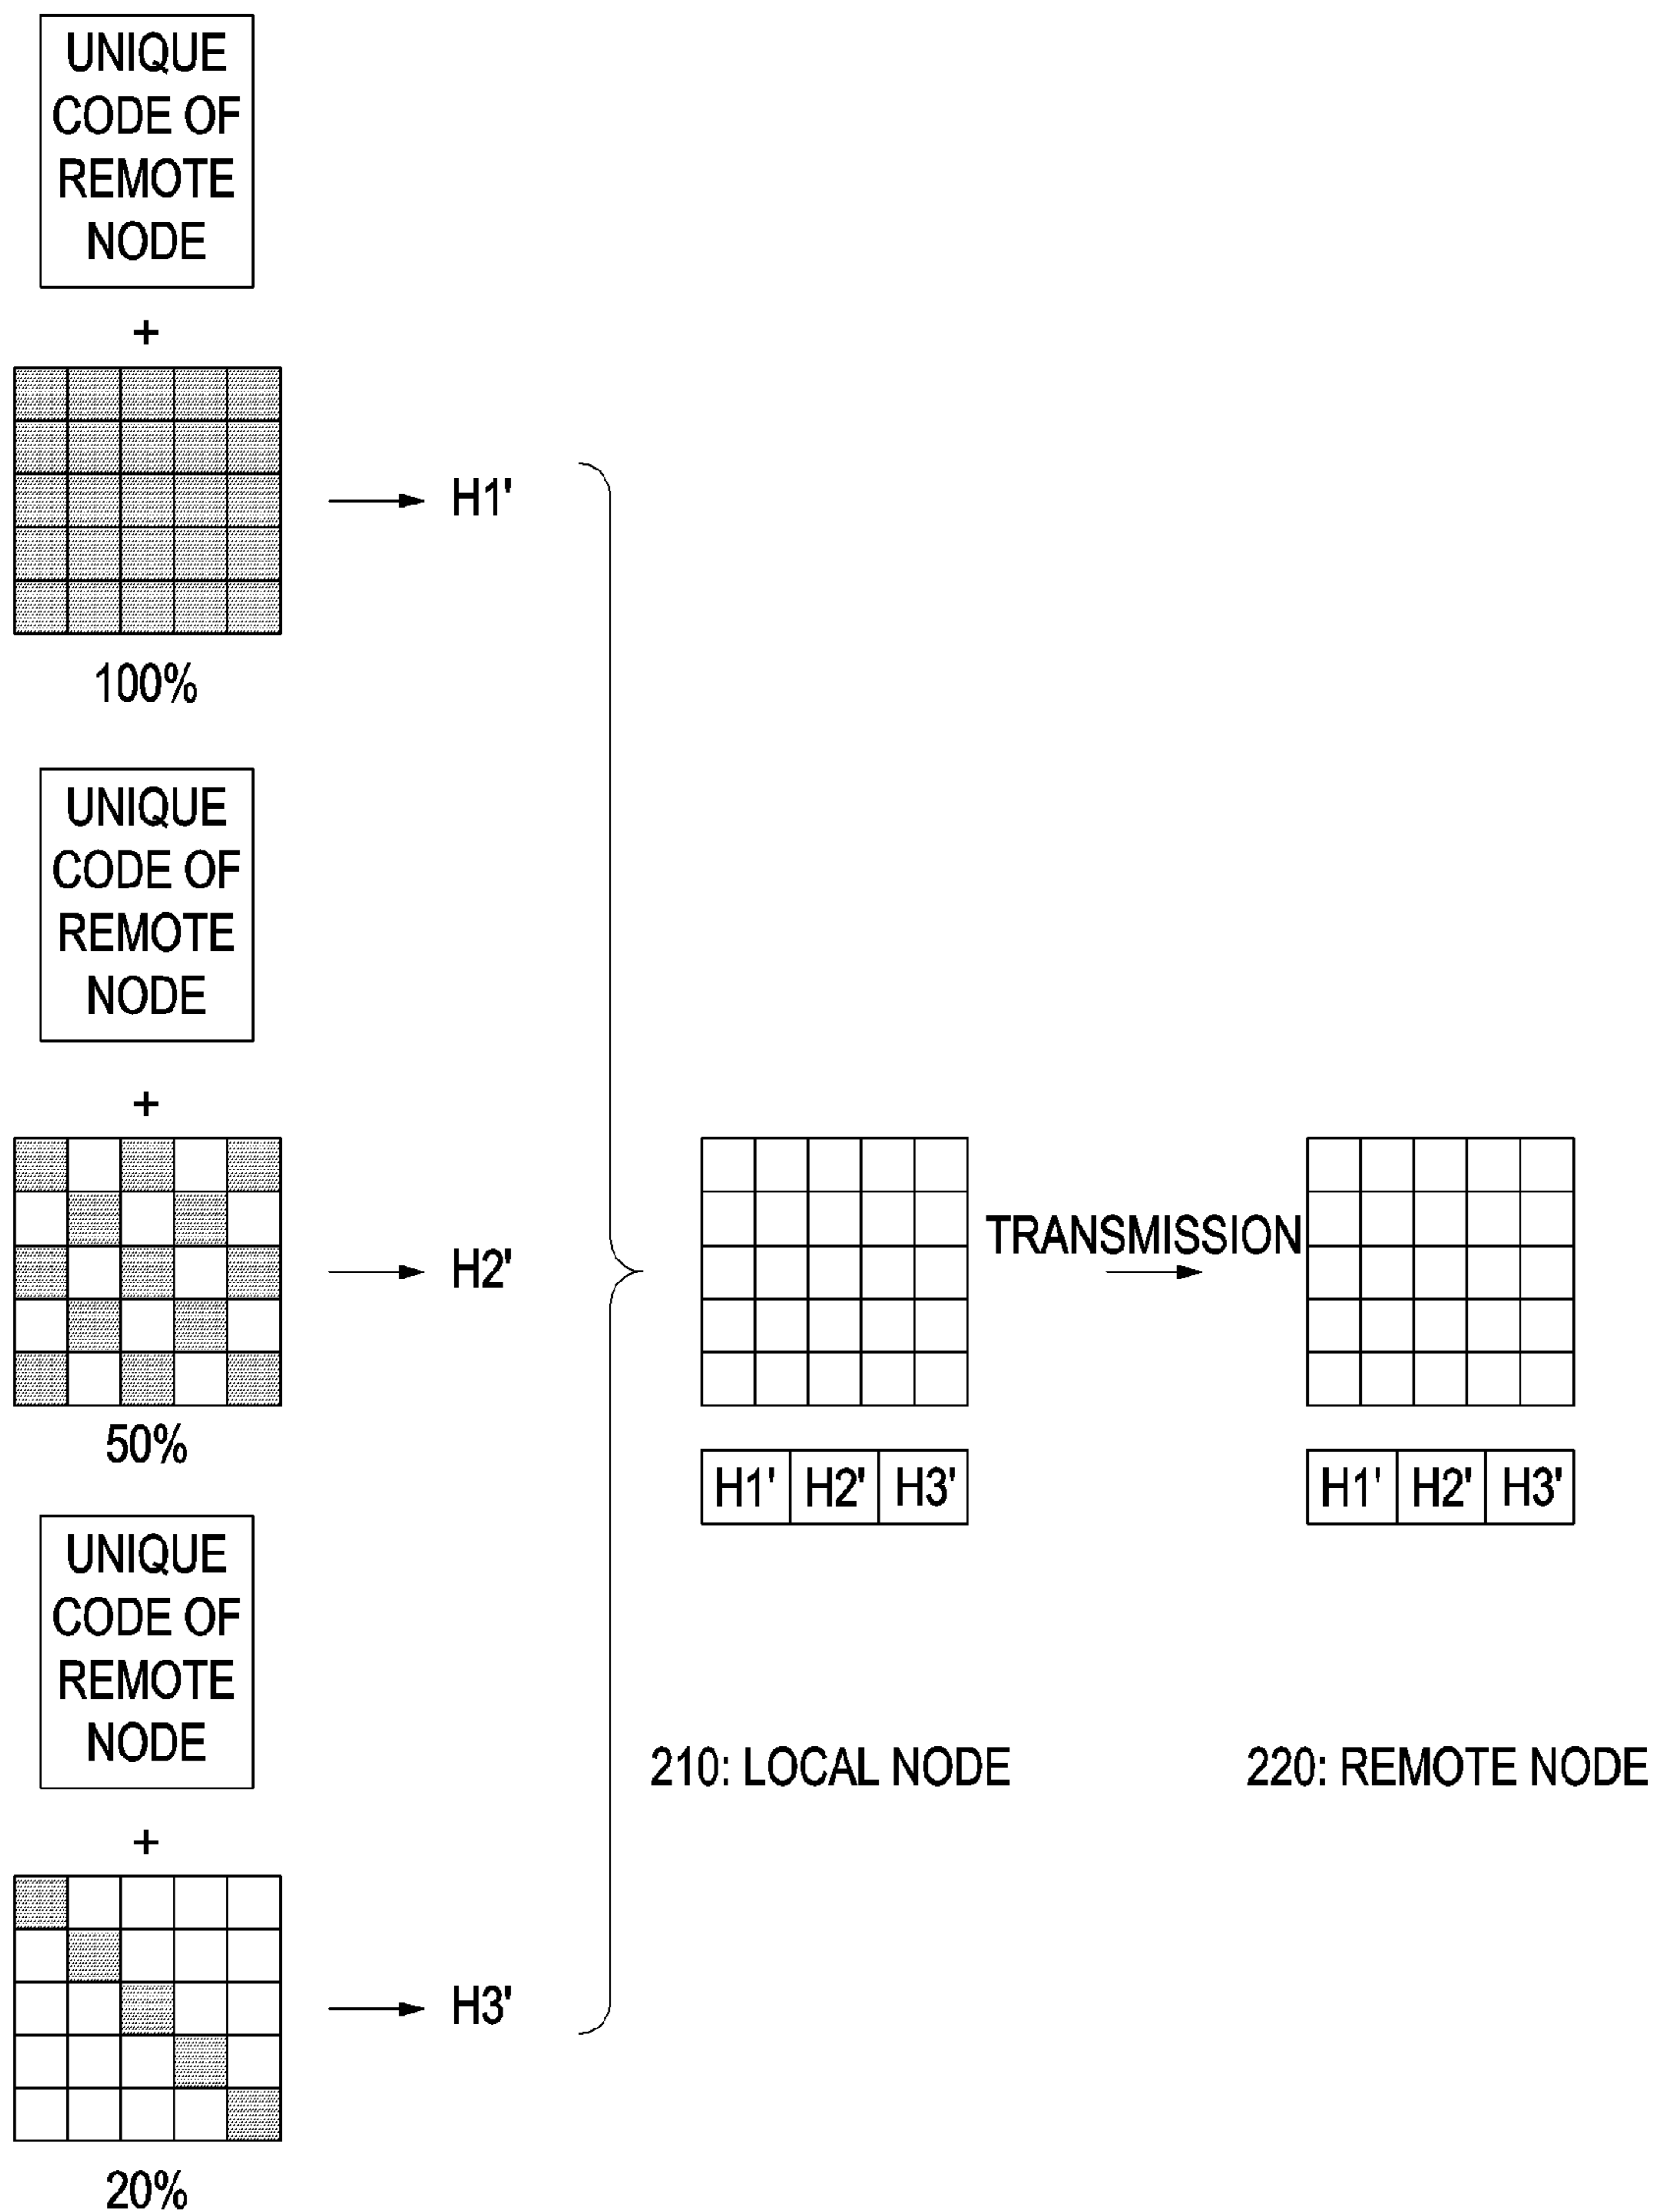 UNIQUE
CODE OF
REMOTE
NODE
+
H1'
100%
UNIQUE
CODE OF
REMOTE
NODE
+
H2'
50%
UNIQUE
CODE OF
REMOTE
NODE
+
H3'
20%
TRANSMISSION
H1' H2' H3'
210: LOCAL NODE
H1' H2' H3'
220: REMOTE NODE